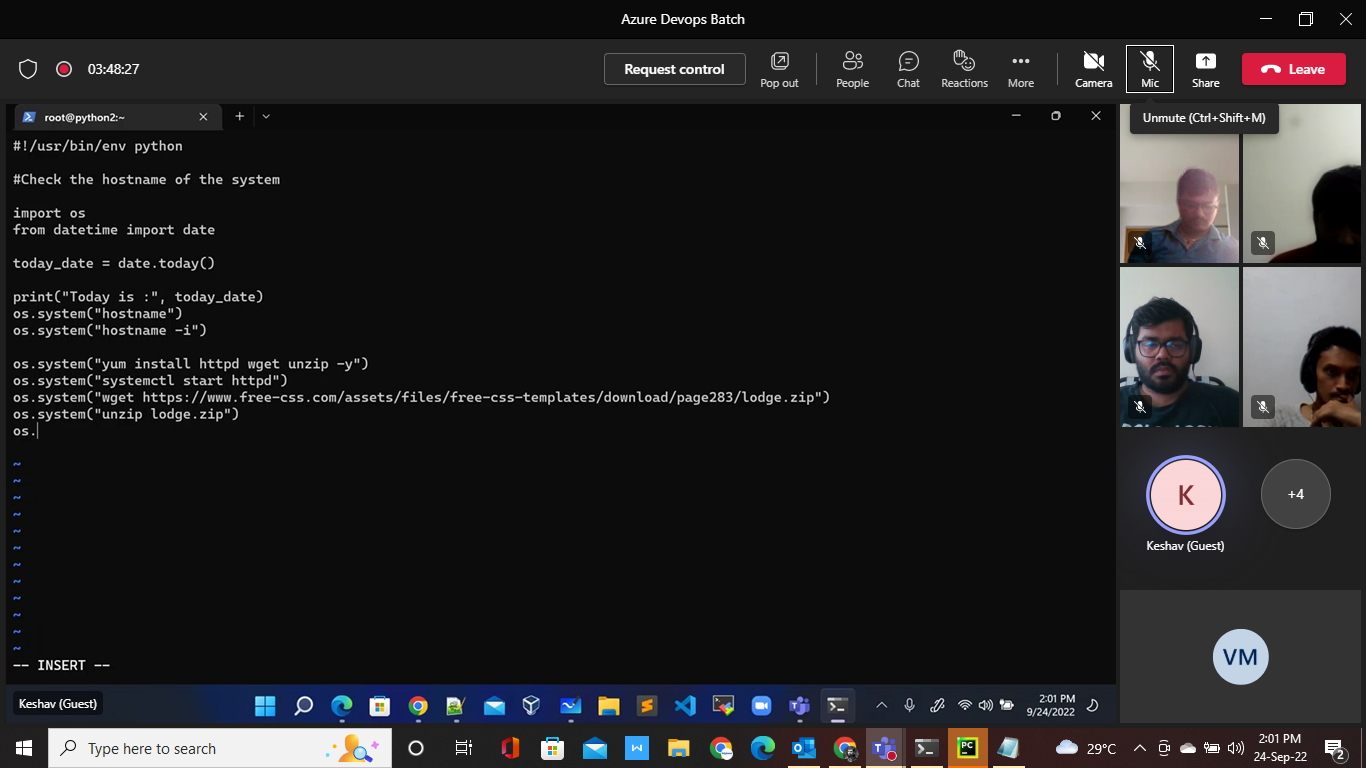 Azure Devops Batch
03:48:27
Request control
Pop out
People
Chat
Reactions
More
Camera
Mic
Share
Leave
root@python2:~
Unmute (Ctrl+Shift+M)
#!/usr/bin/env python
#Check the hostname of the system
import os
from datetime import date
today_date = date.today()
print("Today is :", today_date)
os.system("hostname")
os.system("hostname -i")
os.system("yum install httpd wget unzip -y")
os.system("systemctl start httpd")
os.system("wget https://www.free-css.com/assets/files/free-css-templates/download/page283/lodge.zip")
os.system("unzip lodge.zip")
os.
~
~
~
~
~
~
~
~
~
~
~
~
-- INSERT --
K
+4
Keshav (Guest)
VM
Keshav (Guest)
2:01 PM
9/24/2022
Type here to search
W
PC
29°C
2:01 PM
24-Sep-22
2